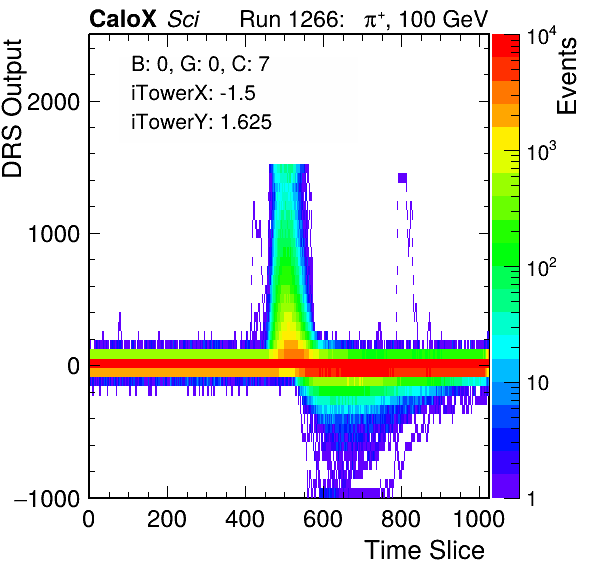 CaloX Sci Run 1266: π⁺, 100 GeV
B: 0, G: 0, C: 7
iTowerX: -1.5
iTowerY: 1.625
DRS Output
2000
1000
0
−1000
0 200 400 600 800 1000
Time Slice
Events
10⁴
10³
10²
10
1